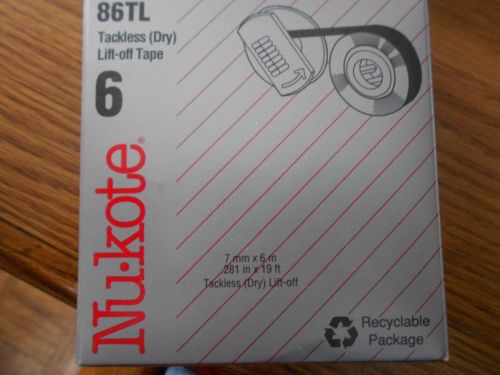 86TL
Tackless (Dry)
Lift-off Tape
6
Nu·kote®
7 mm x 6 m
.281 in x 19 ft
Tackless (Dry) Lift-off
Recyclable
Package